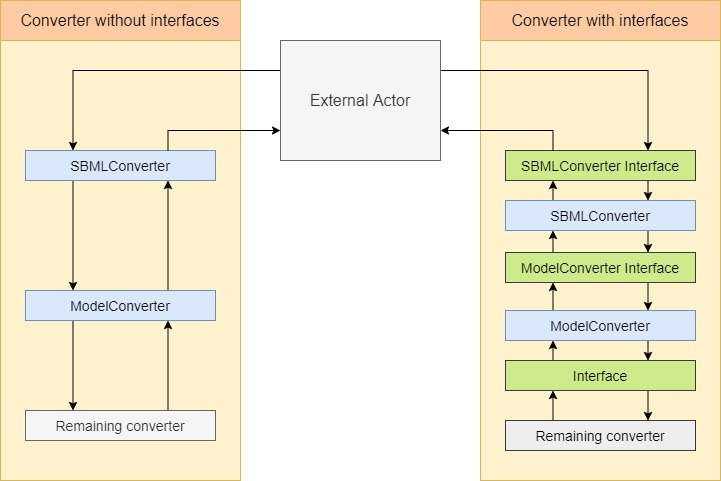 Converter without interfaces
Converter with interfaces
External Actor
SBMLConverter
ModelConverter
Remaining converter
SBMLConverter Interface
SBMLConverter
ModelConverter Interface
ModelConverter
Interface
Remaining converter